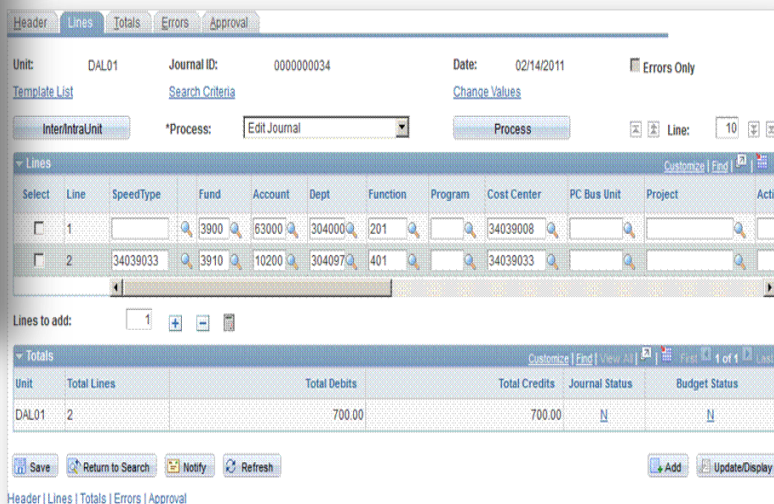 Header Lines Totals Errors Approval
Unit: DAL01 Journal ID: 0000000034 Date: 02/14/2011 Errors Only
Template List Search Criteria Change Values
Inter/IntraUnit *Process: Edit Journal Process Line: 10
Lines Customize | Find |
Select Line SpeedType Fund Account Dept Function Program Cost Center PC Bus Unit Project Acti
1 3900 63000 304000 201 34039008
2 34039033 3910 10200 304097 401 34039033
Lines to add: 1
Totals Customize | Find | View All | First 1 of 1 Last
Unit Total Lines Total Debits Total Credits Journal Status Budget Status
DAL01 2 700.00 700.00 N N
Save Return to Search Notify Refresh Add Update/Display
Header | Lines | Totals | Errors | Approval